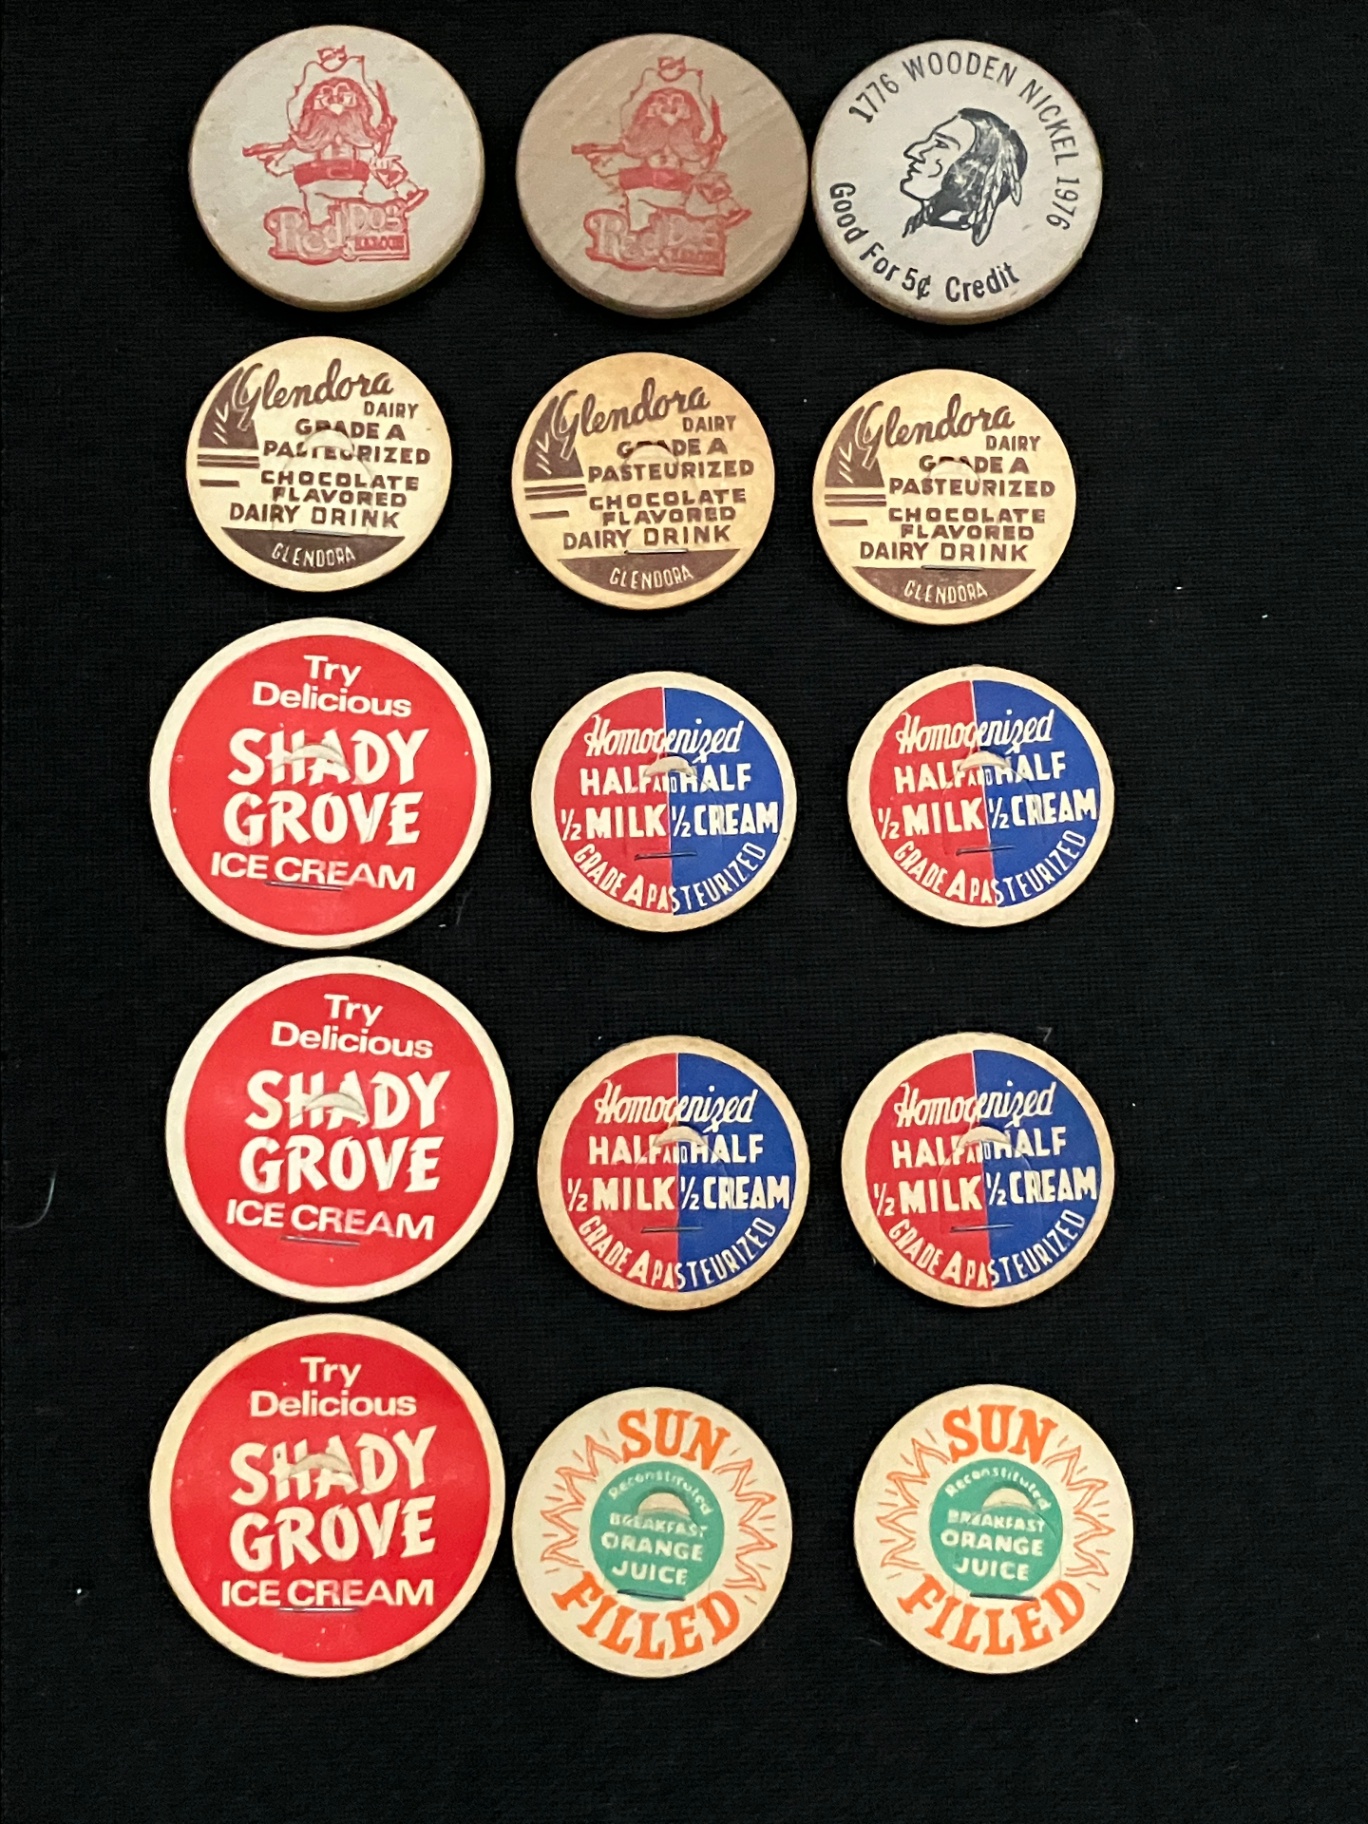 Red Dog
SALOON
Red Dog
SALOON
1776 WOODEN NICKEL 1976
Good For 5¢ Credit
Glendora
DAIRY
GRADE A
PASTEURIZED
CHOCOLATE
FLAVORED
DAIRY DRINK
GLENDORA
Glendora
DAIRY
GRADE A
PASTEURIZED
CHOCOLATE
FLAVORED
DAIRY DRINK
GLENDORA
Glendora
DAIRY
GRADE A
PASTEURIZED
CHOCOLATE
FLAVORED
DAIRY DRINK
GLENDORA
Try
Delicious
SHADY
GROVE
ICE CREAM
Homogenized
HALF AND HALF
½ MILK ½ CREAM
GRADE A PASTEURIZED
Homogenized
HALF AND HALF
½ MILK ½ CREAM
GRADE A PASTEURIZED
Try
Delicious
SHADY
GROVE
ICE CREAM
Homogenized
HALF AND HALF
½ MILK ½ CREAM
GRADE A PASTEURIZED
Homogenized
HALF AND HALF
½ MILK ½ CREAM
GRADE A PASTEURIZED
Try
Delicious
SHADY
GROVE
ICE CREAM
SUN
Reconstituted
BREAKFAST
ORANGE
JUICE
FILLED
SUN
Reconstituted
BREAKFAST
ORANGE
JUICE
FILLED